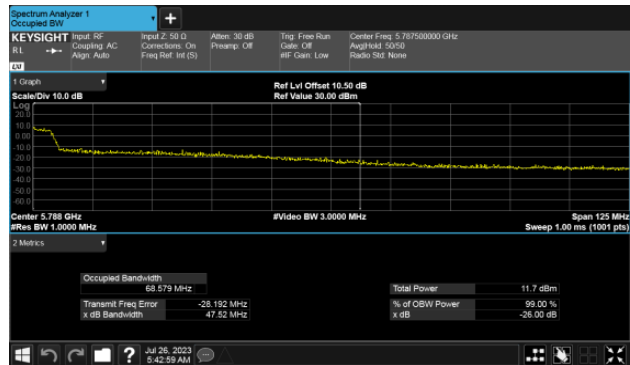 Spectrum Analyzer 1
Occupied BW
+
KEYSIGHT Input: RF Input Z: 50 Ω Atten: 30 dB Trig: Free Run Center Freq: 5.787500000 GHz
RL Coupling: AC Corrections: On Preamp: Off Gate: Off Avg|Hold: 50/50
Align: Auto Freq Ref: Int (S) #IF Gain: Low Radio Std: None
LXI
1 Graph Ref Lvl Offset 10.50 dB
Scale/Div 10.0 dB Ref Value 30.00 dBm
Log
20.0
10.0
0.00
-10.0
-20.0
-30.0
-40.0
-50.0
-60.0
Center 5.788 GHz #Video BW 3.0000 MHz Span 125 MHz
#Res BW 1.0000 MHz Sweep 1.00 ms (1001 pts)
2 Metrics
Occupied Bandwidth
68.579 MHz Total Power 11.7 dBm
Transmit Freq Error -28.192 MHz % of OBW Power 99.00 %
x dB Bandwidth 47.52 MHz x dB -26.00 dB
? Jul 26, 2023
5:42:59 AM